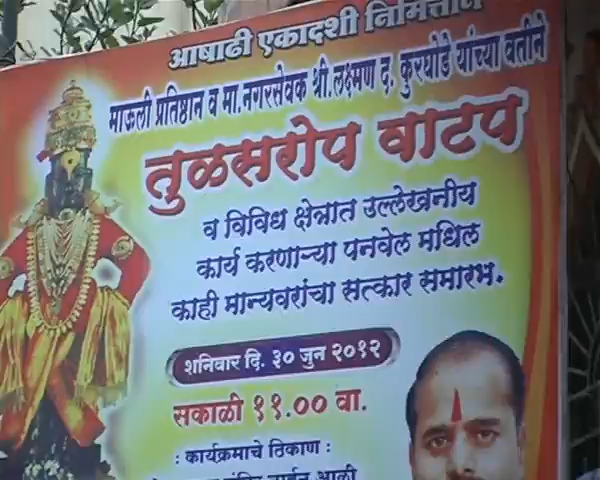 आषाढी एकादशी निमित्तान
माऊली प्रतिष्ठान व मा. नगरसेवक श्री. लक्ष्मण द. कुरघोडे यांच्या वतीने
तुळसरोप वाटप
व विविध क्षेत्रात उल्लेखनीय
कार्य करणाऱ्या पनवेल मधिल
काही मान्यवरांचा सत्कार समारभ.
शनिवार दि. ३० जुन २०१२
सकाळी ११.०० वा.
: कार्यक्रमाचे ठिकाण :